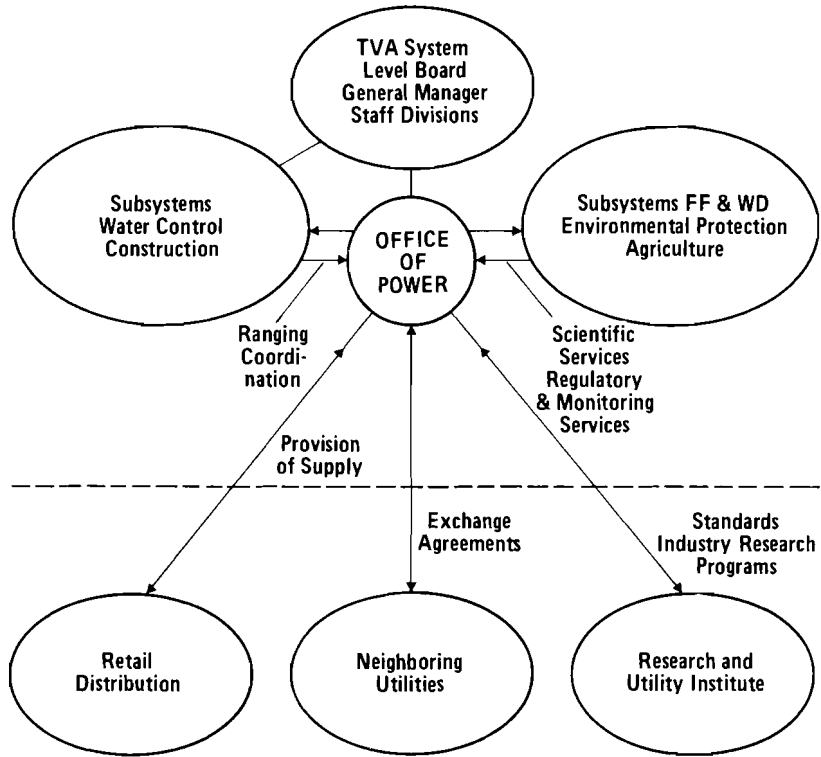 TVA System
Level Board
General Manager
Staff Divisions
Subsystems
Water Control
Construction
OFFICE
OF
POWER
Subsystems FF & WD
Environmental Protection
Agriculture
Ranging
Coordi-
nation
Scientific
Services
Regulatory
& Monitoring
Services
Provision
of Supply
Exchange
Agreements
Standards
Industry Research
Programs
Retail
Distribution
Neighboring
Utilities
Research and
Utility Institute